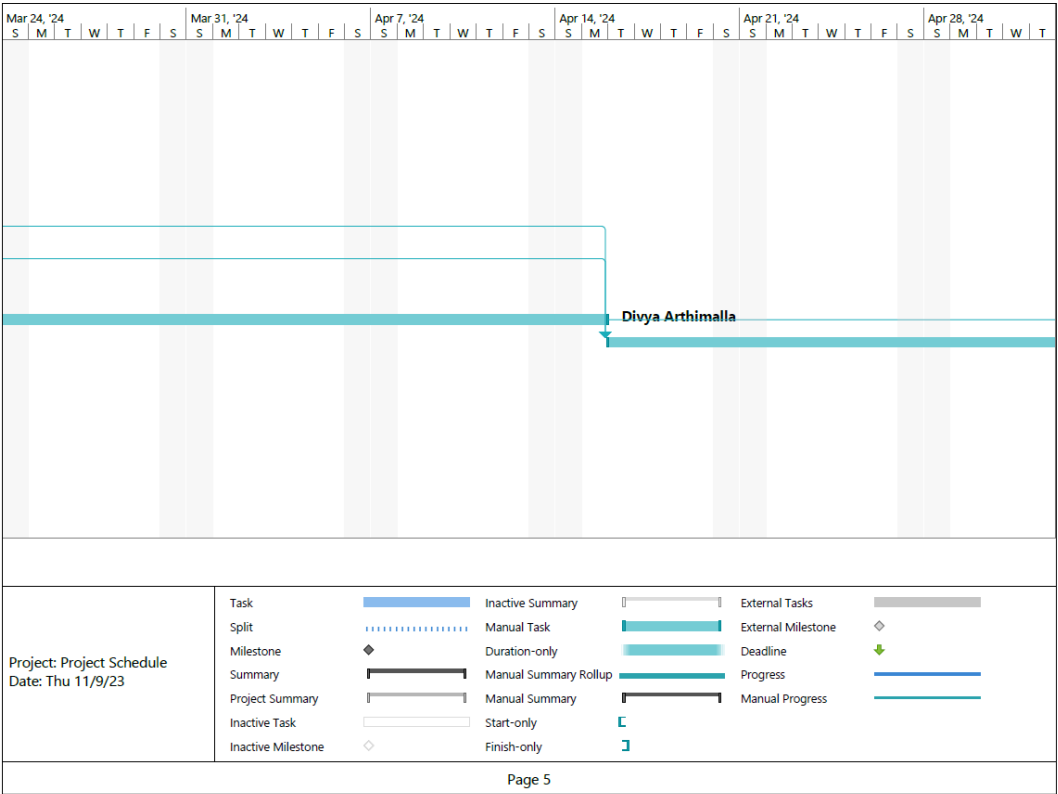 Mar 24, '24 Mar 31, '24 Apr 7, '24 Apr 14, '24 Apr 21, '24 Apr 28, '24
S M T W T F S S M T W T F S S M T W T F S S M T W T F S S M T W T F S S M T W T
Divya Arthimalla
Project: Project Schedule
Date: Thu 11/9/23
Task
Split
Milestone
Summary
Project Summary
Inactive Task
Inactive Milestone
Inactive Summary
Manual Task
Duration-only
Manual Summary Rollup
Manual Summary
Start-only
Finish-only
External Tasks
External Milestone
Deadline
Progress
Manual Progress
Page 5